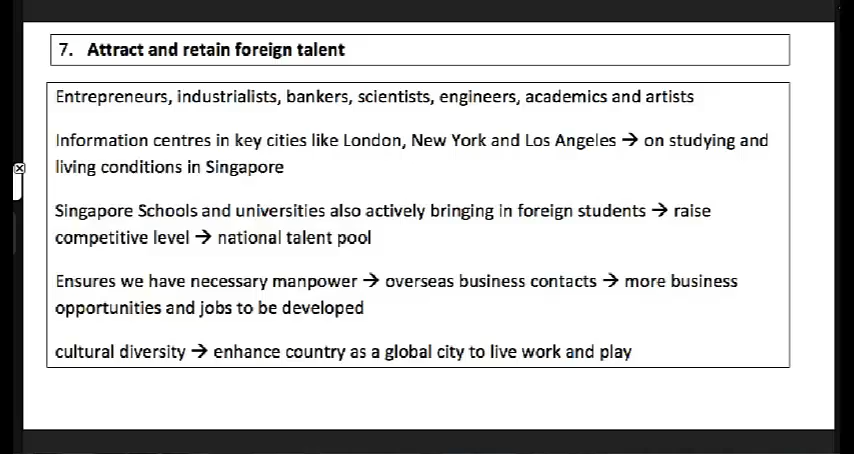 7. Attract and retain foreign talent
Entrepreneurs, industrialists, bankers, scientists, engineers, academics and artists
Information centres in key cities like London, New York and Los Angeles → on studying and
living conditions in Singapore
Singapore Schools and universities also actively bringing in foreign students → raise
competitive level → national talent pool
Ensures we have necessary manpower → overseas business contacts → more business
opportunities and jobs to be developed
cultural diversity → enhance country as a global city to live work and play